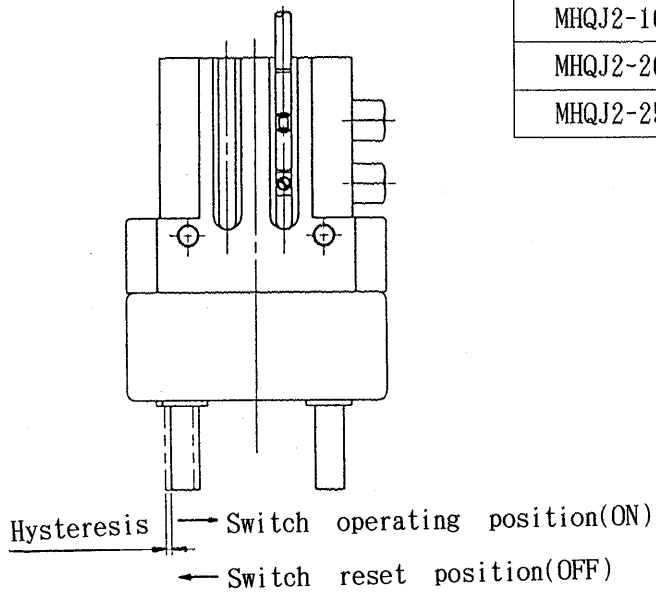 MHQJ2-1
MHQJ2-2
MHQJ2-2
Hysteresis
Switch operating position(ON)
Switch reset position(OFF)